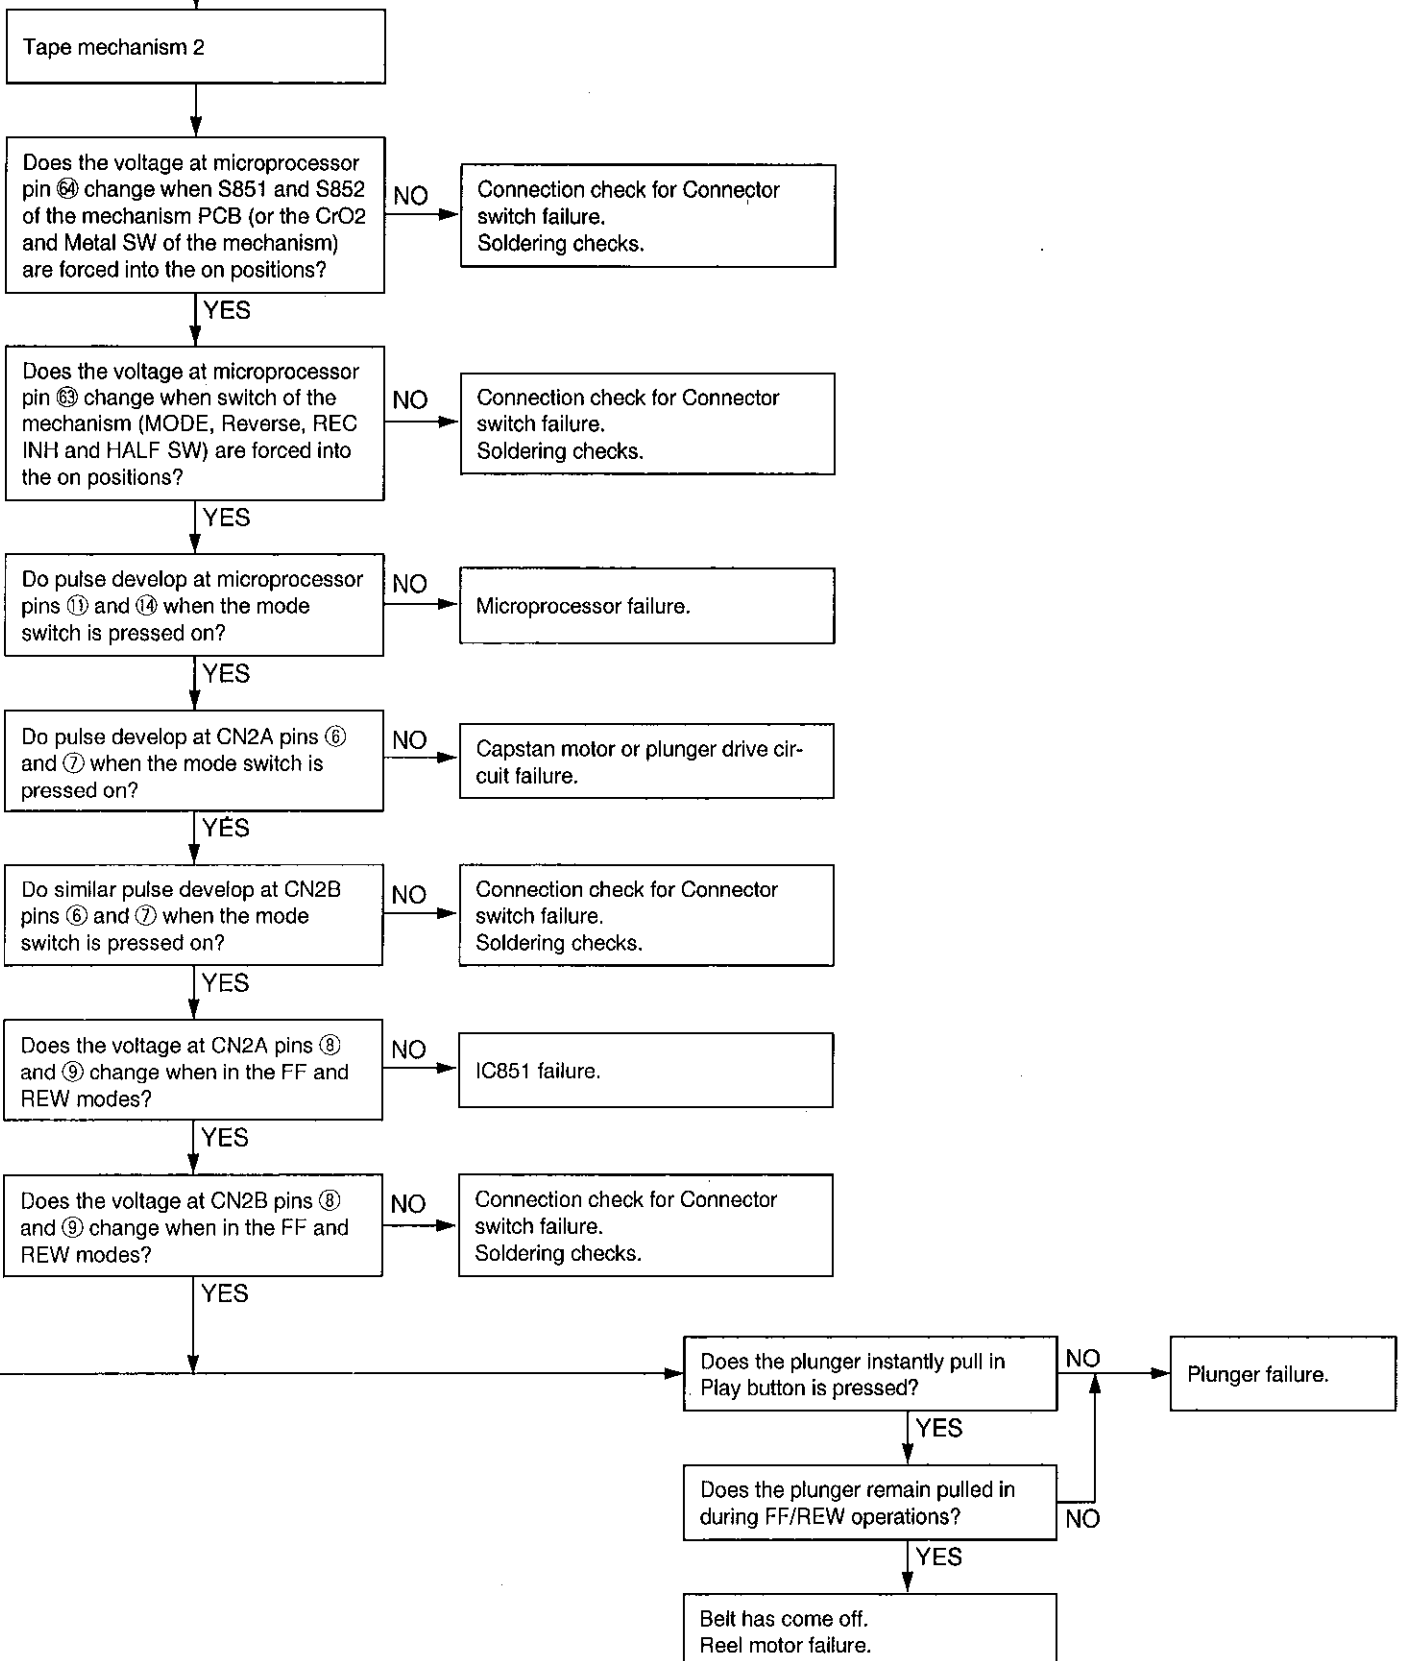 Tape mechanism 2
Does the voltage at microprocessor
pin 64 change when S851 and S852
of the mechanism PCB (or the CrO2
and Metal SW of the mechanism)
are forced into the on positions?
NO
Connection check for Connector
switch failure.
Soldering checks.
YES
Does the voltage at microprocessor
pin 63 change when switch of the
mechanism (MODE, Reverse, REC
INH and HALF SW) are forced into
the on positions?
NO
Connection check for Connector
switch failure.
Soldering checks.
YES
Do pulse develop at microprocessor
pins ⑪ and ⑭ when the mode
switch is pressed on?
NO
Microprocessor failure.
YES
Do pulse develop at CN2A pins ⑥
and ⑦ when the mode switch is
pressed on?
NO
Capstan motor or plunger drive cir-
cuit failure.
YES
Do similar pulse develop at CN2B
pins ⑥ and ⑦ when the mode
switch is pressed on?
NO
Connection check for Connector
switch failure.
Soldering checks.
YES
Does the voltage at CN2A pins ⑧
and ⑨ change when in the FF and
REW modes?
NO
IC851 failure.
YES
Does the voltage at CN2B pins ⑧
and ⑨ change when in the FF and
REW modes?
NO
Connection check for Connector
switch failure.
Soldering checks.
YES
Does the plunger instantly pull in
Play button is pressed?
NO
Plunger failure.
YES
Does the plunger remain pulled in
during FF/REW operations?
NO
YES
Belt has come off.
Reel motor failure.